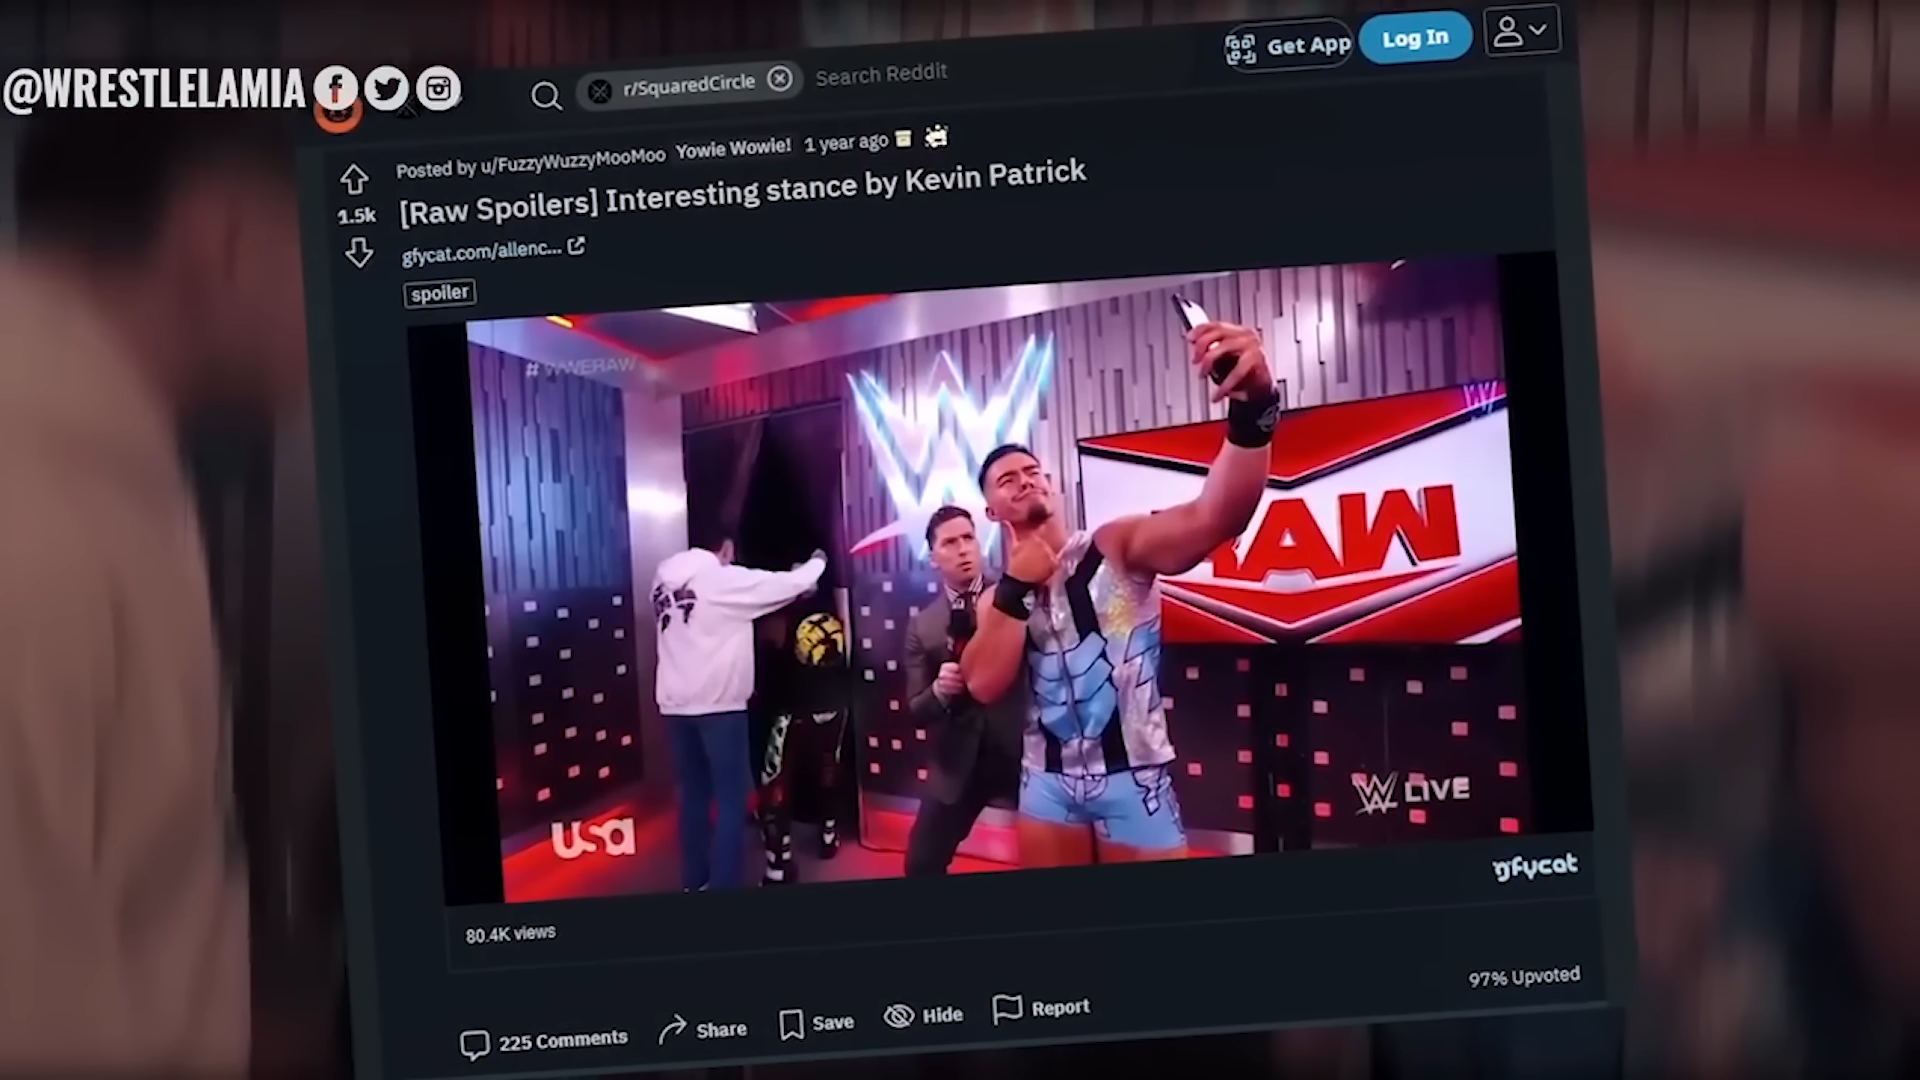 @WRESTLELAMIA
r/SquaredCircle
Search Reddit
Get App
Log In
Posted by u/FuzzyWuzzyMooMoo Yowie Wowie! 1 year ago
1.5k
[Raw Spoilers] Interesting stance by Kevin Patrick
gfycat.com/allenc...
spoiler
#WWERAW
RAW
LIVE
usa
gfycat
80.4K views
97% Upvoted
225 Comments
Share
Save
Hide
Report